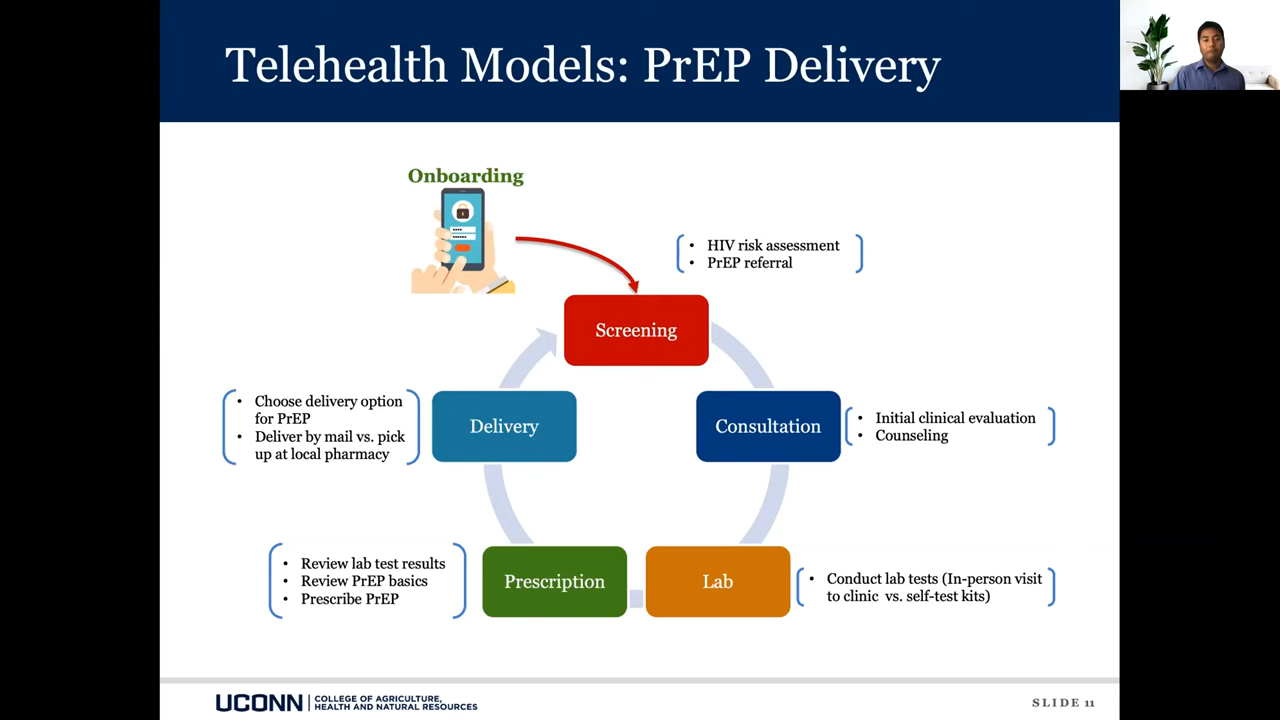 Telehealth Models: PrEP Delivery
Onboarding
• HIV risk assessment
• PrEP referral
Screening
Consultation
• Initial clinical evaluation
• Counseling
Lab
• Conduct lab tests (In-person visit
to clinic vs. self-test kits)
Prescription
• Review lab test results
• Review PrEP basics
• Prescribe PrEP
Delivery
• Choose delivery option
for PrEP
• Deliver by mail vs. pick
up at local pharmacy
UCONN
COLLEGE OF AGRICULTURE,
HEALTH AND NATURAL RESOURCES
SLIDE 11